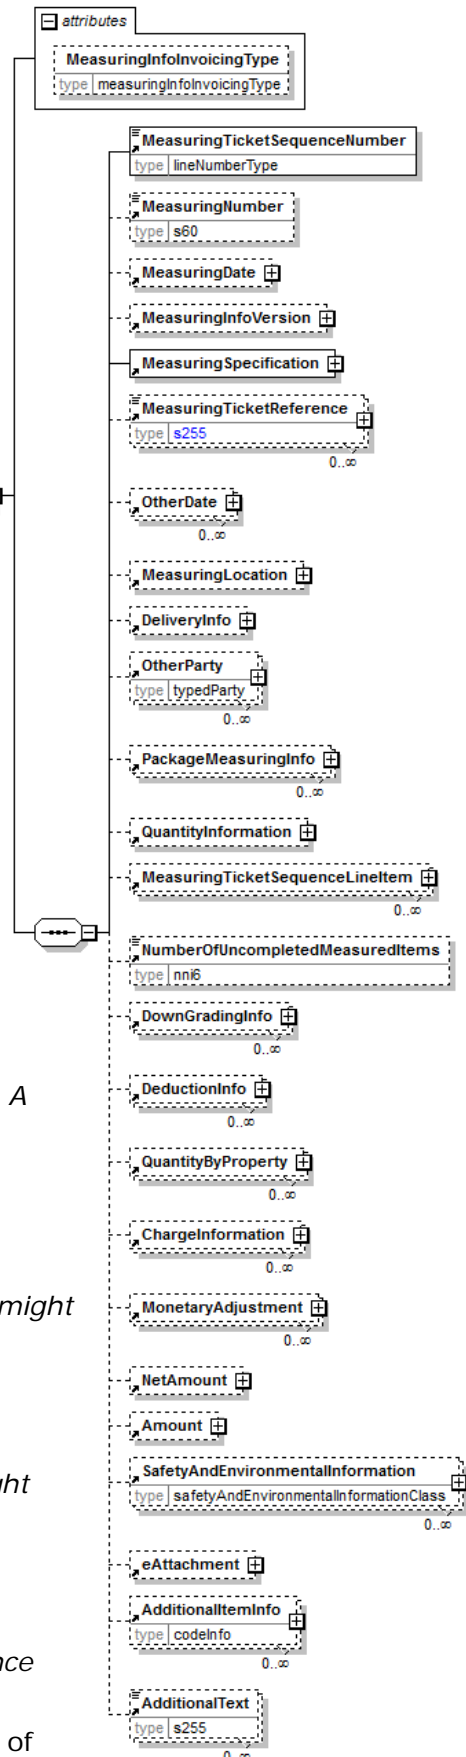 attributes
MeasuringInfoInvoicingType
type measuringInfoInvoicingType
MeasuringTicketSequenceNumber
type lineNumberType
MeasuringNumber
type s60
MeasuringDate
MeasuringInfoVersion
MeasuringSpecification
MeasuringTicketReference
type s255
0..∞
OtherDate
0..∞
MeasuringLocation
DeliveryInfo
OtherParty
type typedParty
0..∞
PackageMeasuringInfo
0..∞
QuantityInformation
MeasuringTicketSequenceLineItem
0..∞
NumberOfUncompletedMeasuredItems
type nni6
DownGradingInfo
0..∞
A
DeductionInfo
0..∞
QuantityByProperty
0..∞
ChargeInformation
0..∞
might
MonetaryAdjustment
0..∞
NetAmount
Amount
SafetyAndEnvironmentalInformation
ght
type safetyAndEnvironmentalInformationClass
0..∞
eAttachment
AdditionalItemInfo
type codeInfo
nce
0..∞
AdditionalText
type s255
of
0..∞